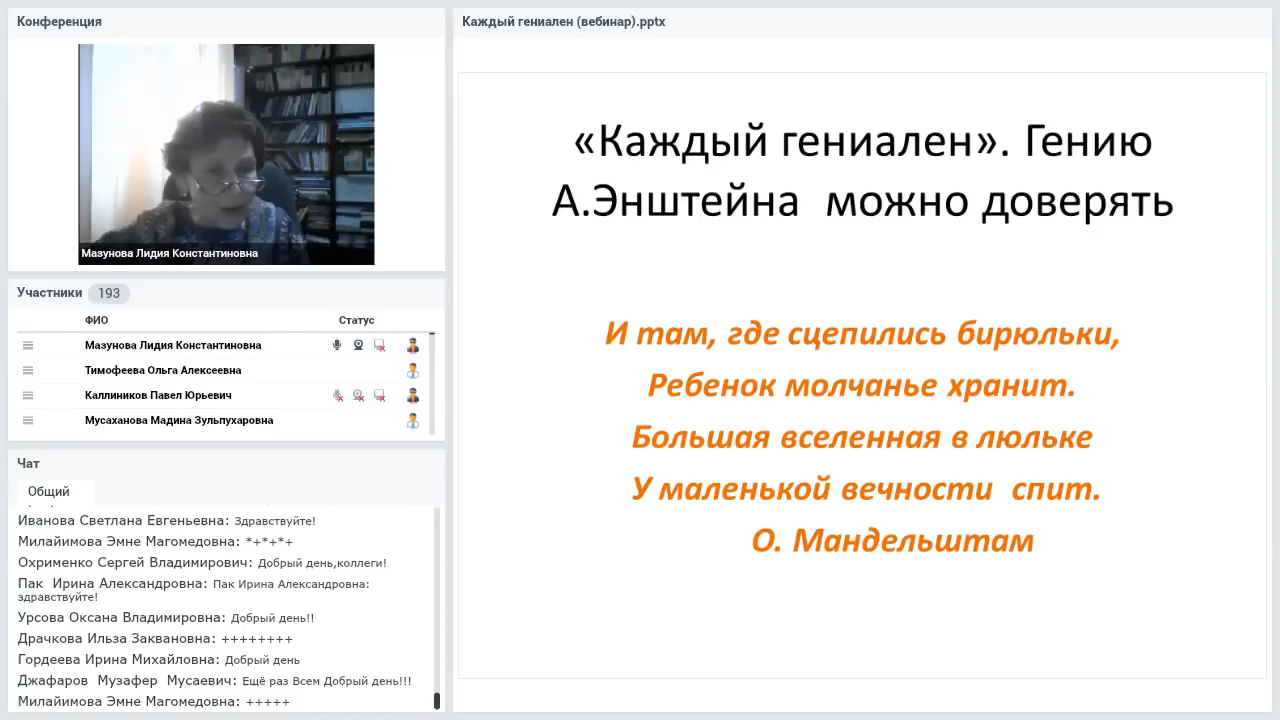 Конференция
Мазунова Лидия Константиновна
Участники 193
ФИО Статус
Мазунова Лидия Константиновна
Тимофеева Ольга Алексеевна
Каллиников Павел Юрьевич
Мусаханова Мадина Зульпухаровна
Чат
Общий
Иванова Светлана Евгеньевна: Здравствуйте!
Милайимова Эмне Магомедовна: *+*+*+
Охрименко Сергей Владимирович: Добрый день,коллеги!
Пак Ирина Александровна: Пак Ирина Александровна:
здравствуйте!
Урсова Оксана Владимировна: Добрый день!!
Драчкова Ильза Заквановна: ++++++++
Гордеева Ирина Михайловна: Добрый день
Джафаров Музафер Мусаевич: Ещё раз Всем Добрый день!!!
Милайимова Эмне Магомедовна: +++++
Каждый гениален (вебинар).pptx
«Каждый гениален». Гению
А.Энштейна можно доверять
И там, где сцепились бирюльки,
Ребенок молчанье хранит.
Большая вселенная в люльке
У маленькой вечности спит.
О. Мандельштам